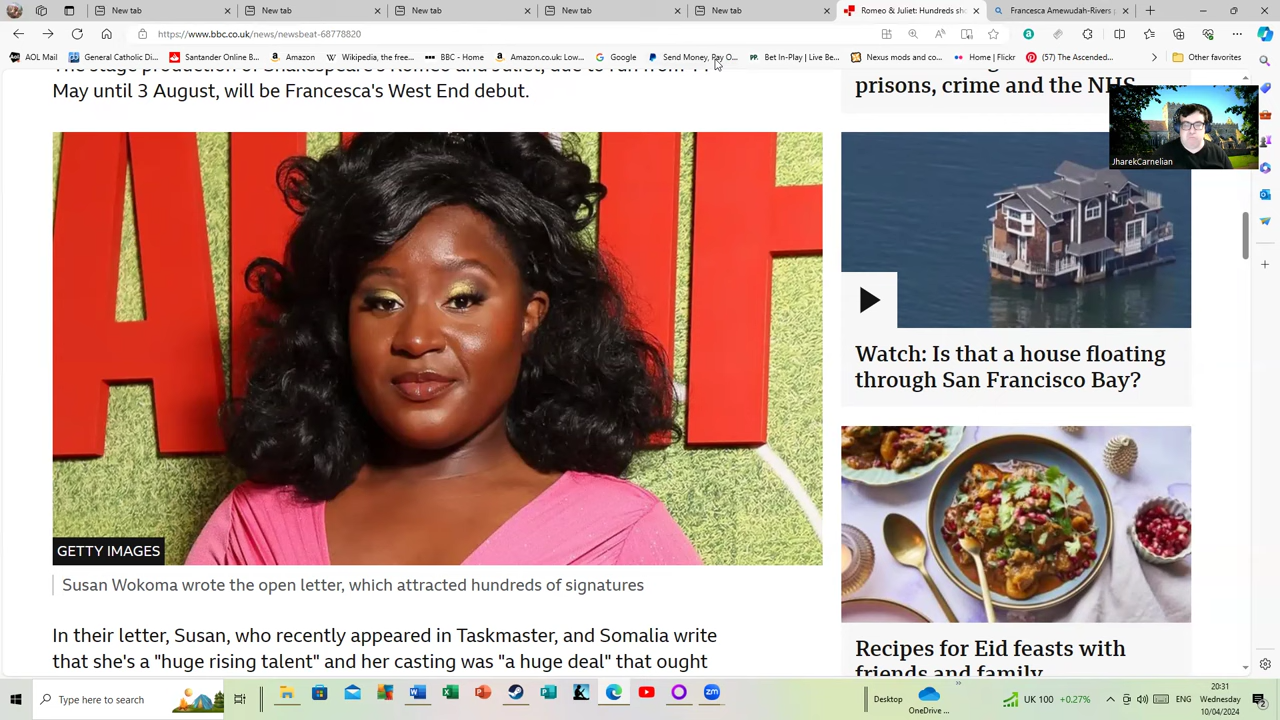 New tab
New tab
New tab
New tab
New tab
Romeo & Juliet: Hundreds sho
Francesca Amewudah-Rivers
https://www.bbc.co.uk/news/newsbeat-68778820
AOL Mail
General Catholic Di...
Santander Online B...
Amazon
Wikipedia, the free...
BBC - Home
Amazon.co.uk: Low...
Google
Send Money, Pay O...
Bet In-Play | Live Be...
Nexus mods and co...
Home | Flickr
(57) The Ascended...
Other favorites
May until 3 August, will be Francesca's West End debut.
GETTY IMAGES
Susan Wokoma wrote the open letter, which attracted hundreds of signatures
In their letter, Susan, who recently appeared in Taskmaster, and Somalia write
that she's a "huge rising talent" and her casting was "a huge deal" that ought
prisons, crime and the NHS
JharekCarnelian
Watch: Is that a house floating
through San Francisco Bay?
Recipes for Eid feasts with
friends and family
Type here to search
Desktop
OneDrive ...
UK 100 +0.27%
ENG
20:31
Wednesday
10/04/2024
2